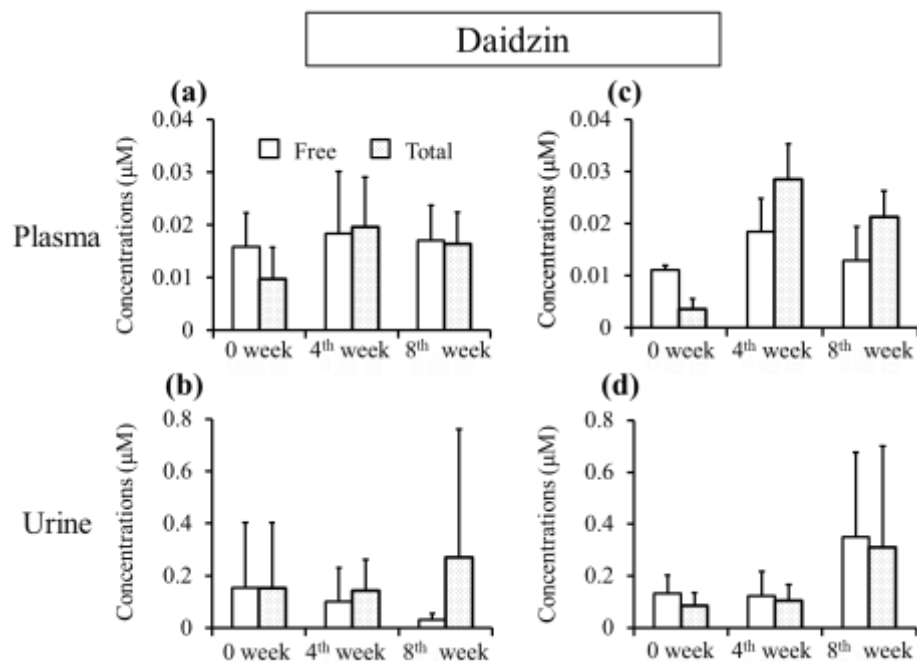 Daidzin
(a)
(c)
Plasma
Concentrations (µM)
0.04
0.03
0.02
0.01
0
Free
Total
0 week
4th week
8th week
Concentrations (µM)
0.04
0.03
0.02
0.01
0
0 week
4th week
8th week
(b)
(d)
Urine
Concentrations (µM)
0.8
0.6
0.4
0.2
0
0 week
4th week
8th week
Concentrations (µM)
0.8
0.6
0.4
0.2
0
0 week
4th week
8th week